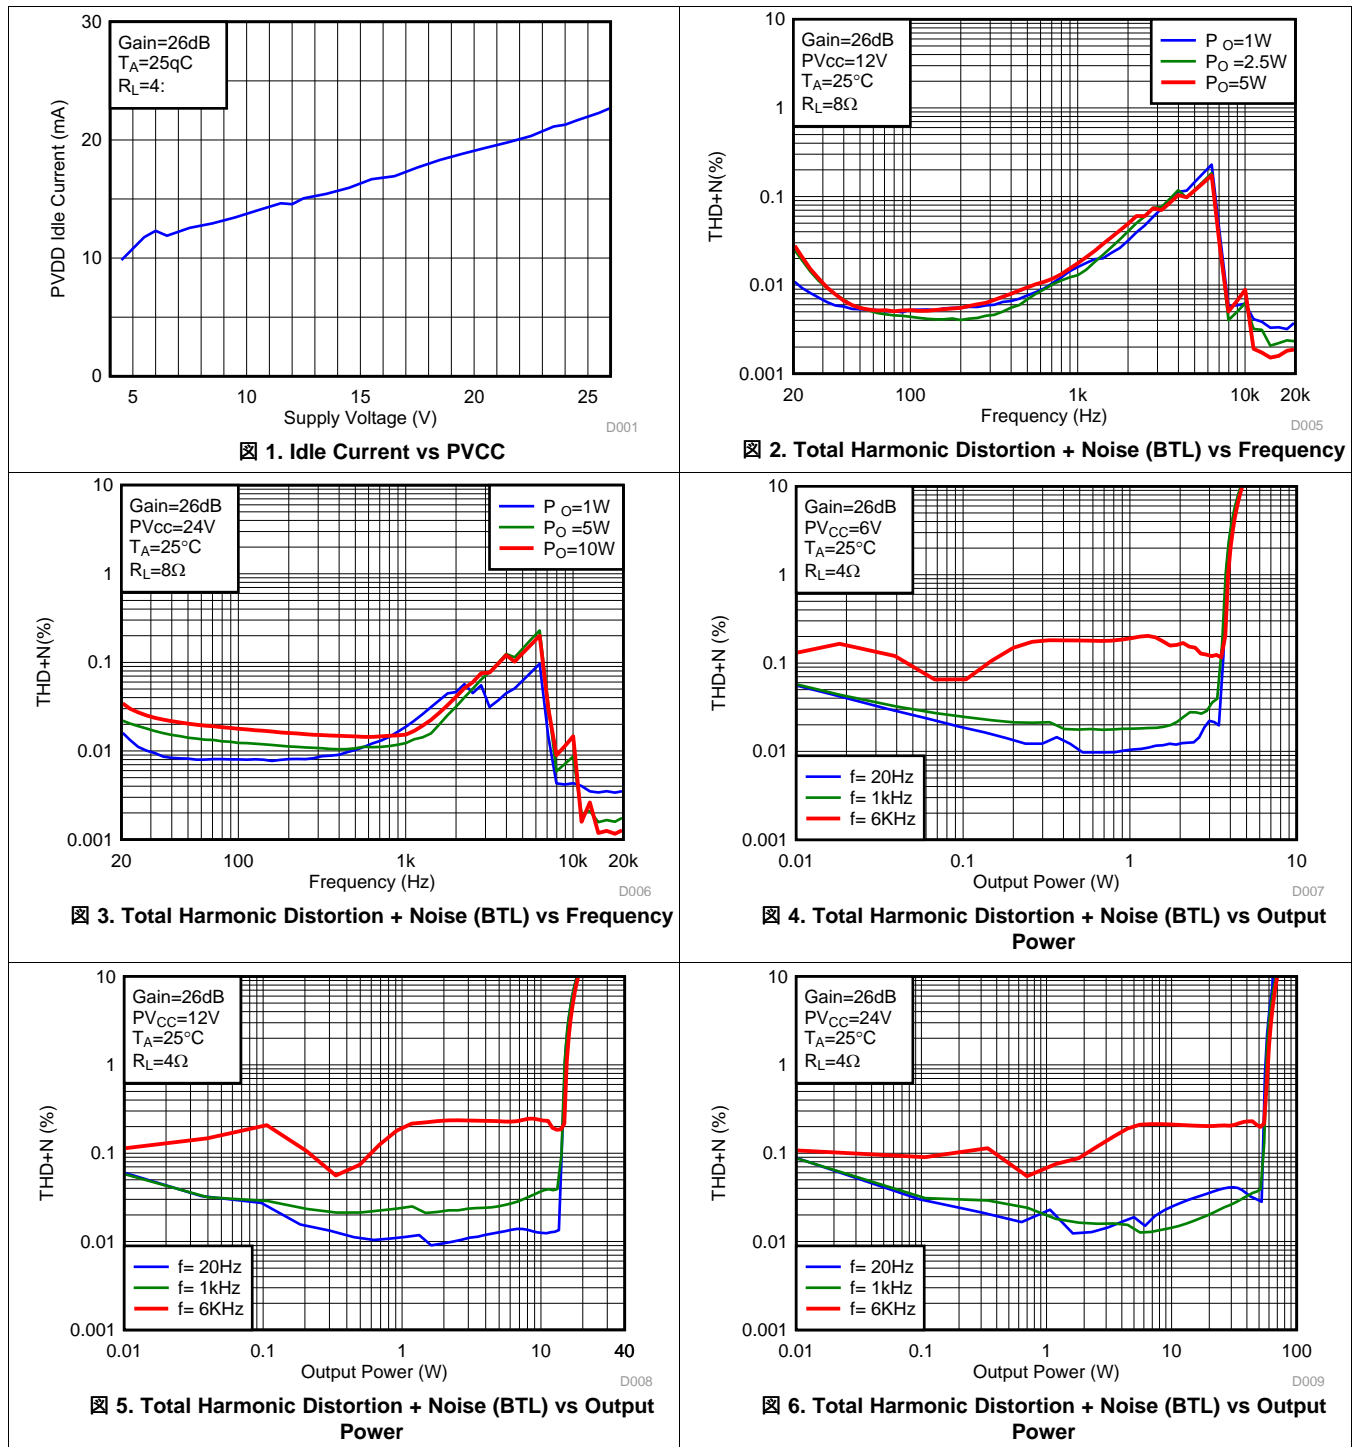 30
20
10
0
PVDD Idle Current (mA)
Gain=26dB
TA=25qC
RL=4:
5 10 15 20 25
Supply Voltage (V)
D001
図 1. Idle Current vs PVCC
10
1
0.1
0.01
0.001
THD+N(%)
Gain=26dB
PVcc=12V
TA=25°C
RL=8Ω
P O=1W
PO =2.5W
PO=5W
20 100 1k 10k 20k
Frequency (Hz)
D005
図 2. Total Harmonic Distortion + Noise (BTL) vs Frequency
10
1
0.1
0.01
0.001
THD+N(%)
Gain=26dB
PVcc=24V
TA=25°C
RL=8Ω
P O=1W
PO =5W
PO=10W
20 100 1k 10k 20k
Frequency (Hz)
D006
図 3. Total Harmonic Distortion + Noise (BTL) vs Frequency
10
1
0.1
0.01
0.001
THD+N (%)
Gain=26dB
PVCC=6V
TA=25°C
RL=4Ω
f= 20Hz
f= 1kHz
f= 6KHz
0.01 0.1 1 10
Output Power (W)
D007
図 4. Total Harmonic Distortion + Noise (BTL) vs Output
Power
10
1
0.1
0.01
0.001
THD+N (%)
Gain=26dB
PVCC=12V
TA=25°C
RL=4Ω
f= 20Hz
f= 1kHz
f= 6KHz
0.01 0.1 1 10 40
Output Power (W)
D008
図 5. Total Harmonic Distortion + Noise (BTL) vs Output
Power
10
1
0.1
0.01
0.001
THD+N (%)
Gain=26dB
PVCC=24V
TA=25°C
RL=4Ω
f= 20Hz
f= 1kHz
f= 6KHz
0.01 0.1 1 10 100
Output Power (W)
D009
図 6. Total Harmonic Distortion + Noise (BTL) vs Output
Power